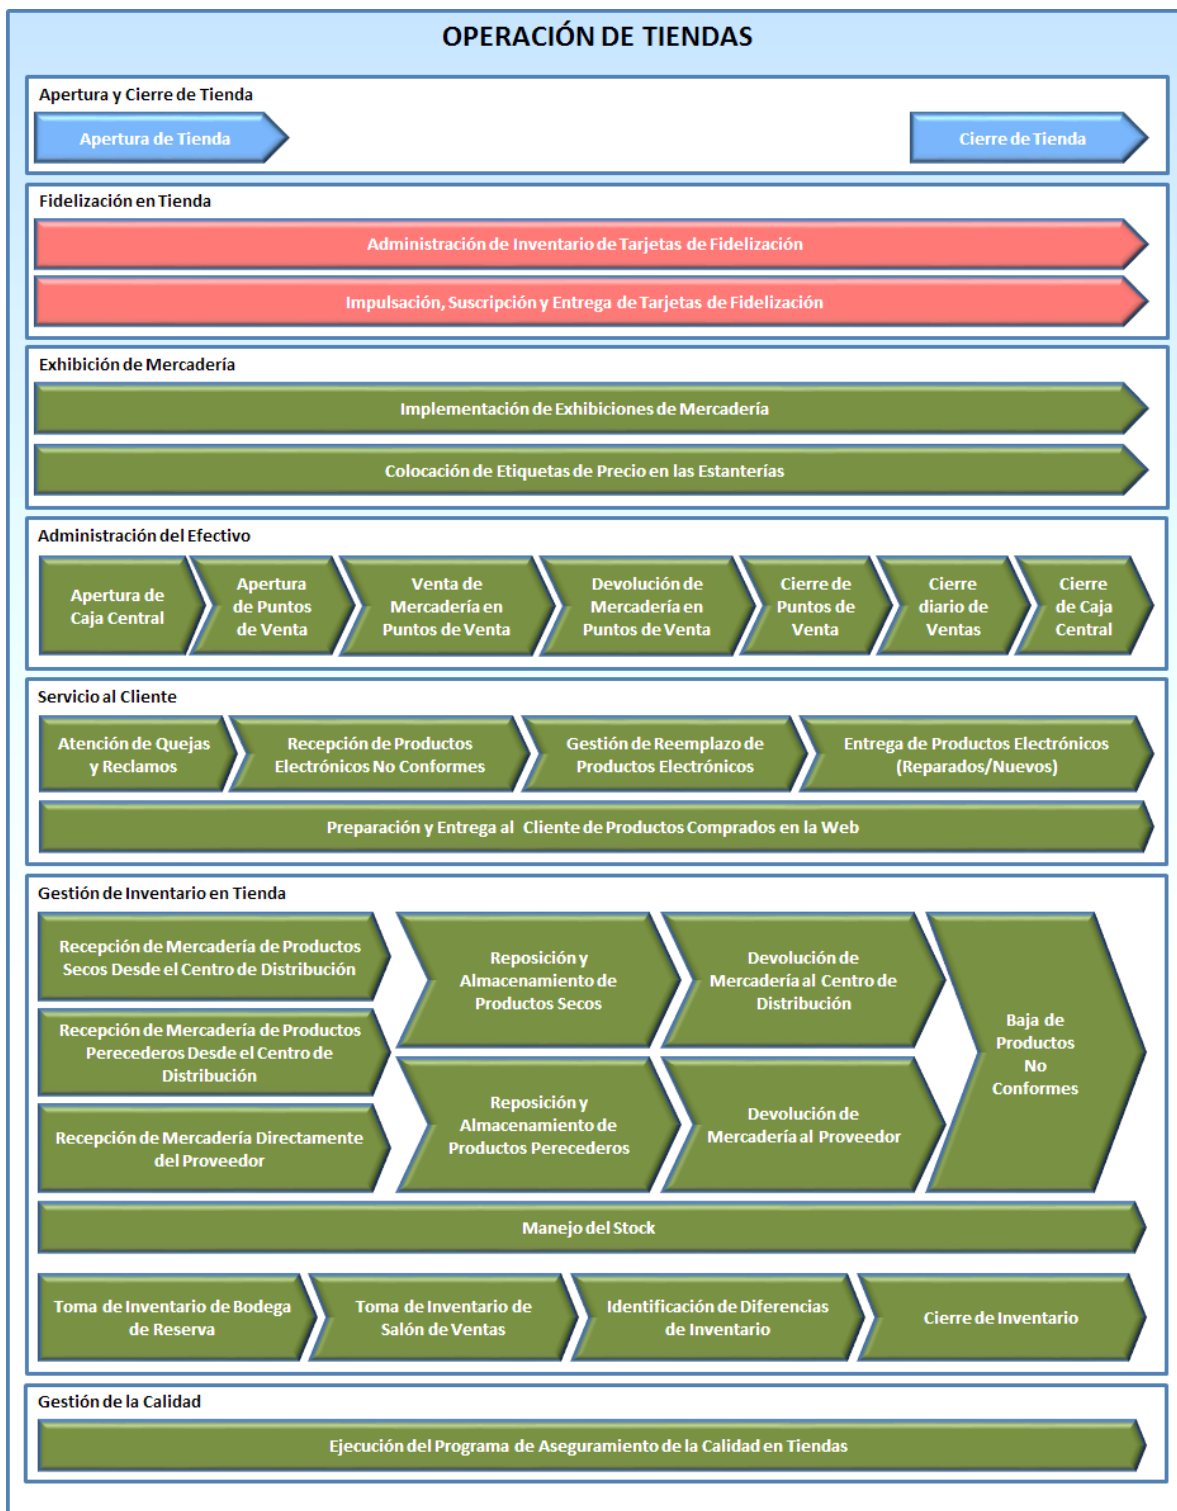 OPERACIÓN DE TIENDAS
Apertura y Cierre de Tienda
Apertura de Tienda
Cierre de Tienda
Fidelización en Tienda
Administración de Inventario de Tarjetas de Fidelización
Impulsación, Suscripción y Entrega de Tarjetas de Fidelización
Exhibición de Mercadería
Implementación de Exhibiciones de Mercadería
Colocación de Etiquetas de Precio en las Estanterías
Administración del Efectivo
Apertura de
Caja Central
Apertura
de Puntos
de Venta
Venta de
Mercadería en
Puntos de Venta
Devolución de
Mercadería en
Puntos de Venta
Cierre de
Puntos de
Venta
Cierre
diario de
Ventas
Cierre
de Caja
Central
Servicio al Cliente
Atención de Quejas
y Reclamos
Recepción de Productos
Electrónicos No Conformes
Gestión de Reemplazo de
Productos Electrónicos
Entrega de Productos Electrónicos
(Reparados/Nuevos)
Preparación y Entrega al Cliente de Productos Comprados en la Web
Gestión de Inventario en Tienda
Recepción de Mercadería de Productos
Secos Desde el Centro de Distribución
Recepción de Mercadería de Productos
Perecederos Desde el Centro de
Distribución
Recepción de Mercadería Directamente
del Proveedor
Reposición y
Almacenamiento de
Productos Secos
Reposición y
Almacenamiento de
Productos Perecederos
Devolución de
Mercadería al Centro de
Distribución
Devolución de
Mercadería al Proveedor
Baja de
Productos
No
Conformes
Manejo del Stock
Toma de Inventario de Bodega
de Reserva
Toma de Inventario de
Salón de Ventas
Identificación de Diferencias
de Inventario
Cierre de Inventario
Gestión de la Calidad
Ejecución del Programa de Aseguramiento de la Calidad en Tiendas